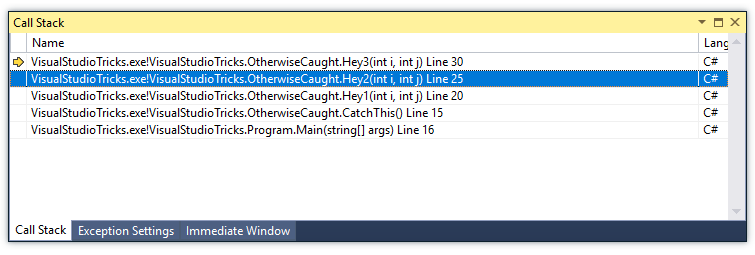 Call Stack
Name Lang
VisualStudioTricks.exe!VisualStudioTricks.OtherwiseCaught.Hey3(int i, int j) Line 30 C#
VisualStudioTricks.exe!VisualStudioTricks.OtherwiseCaught.Hey2(int i, int j) Line 25 C#
VisualStudioTricks.exe!VisualStudioTricks.OtherwiseCaught.Hey1(int i, int j) Line 20 C#
VisualStudioTricks.exe!VisualStudioTricks.OtherwiseCaught.CatchThis() Line 15 C#
VisualStudioTricks.exe!VisualStudioTricks.Program.Main(string[] args) Line 16 C#
Call Stack Exception Settings Immediate Window